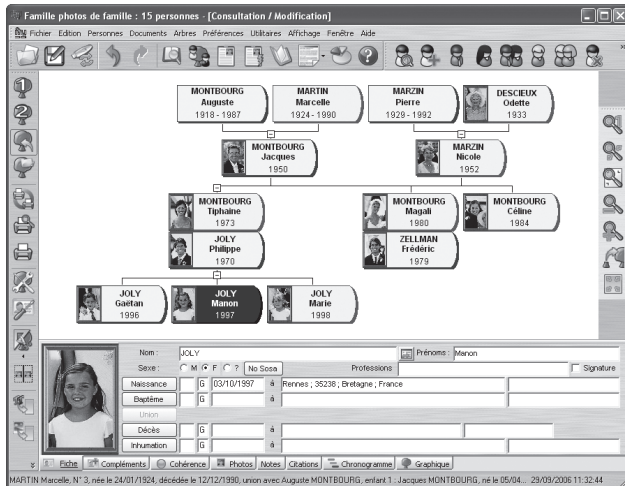 Famille photos de famille : 15 personnes - [Consultation / Modification]
Fichier Edition Personnes Documents Arbres Préférences Utilitaires Affichage Fenêtre Aide
MONTBOURG MARTIN MARZIN DESCIEUX
Auguste Marcelle Pierre Odette
1918 - 1987 1924 - 1990 1929 - 1992 1933
MONTBOURG MARZIN
Jacques Nicole
1950 1952
MONTBOURG MONTBOURG MONTBOURG
Tiphaine Magali Céline
1973 1980 1984
JOLY ZELLMAN
Philippe Frédéric
1970 1979
JOLY JOLY JOLY
Gaëtan Manon Marie
1996 1997 1998
Nom : JOLY Prénoms : Manon
Sexe : M F ? No Sosa Professions Signature
Naissance G 03/10/1997 à Rennes ; 35238 ; Bretagne ; France
Baptême G à
Union
Décès G à
Inhumation G à
Fiche Compléments Cohérence Photos Notes Citations Chronogramme Graphique
MARTIN Marcelle, N° 3, née le 24/01/1924, décédée le 12/12/1990, union avec Auguste MONTBOURG, enfant 1 : Jacques MONTBOURG, né le 05/04... 29/09/2006 11:32:44